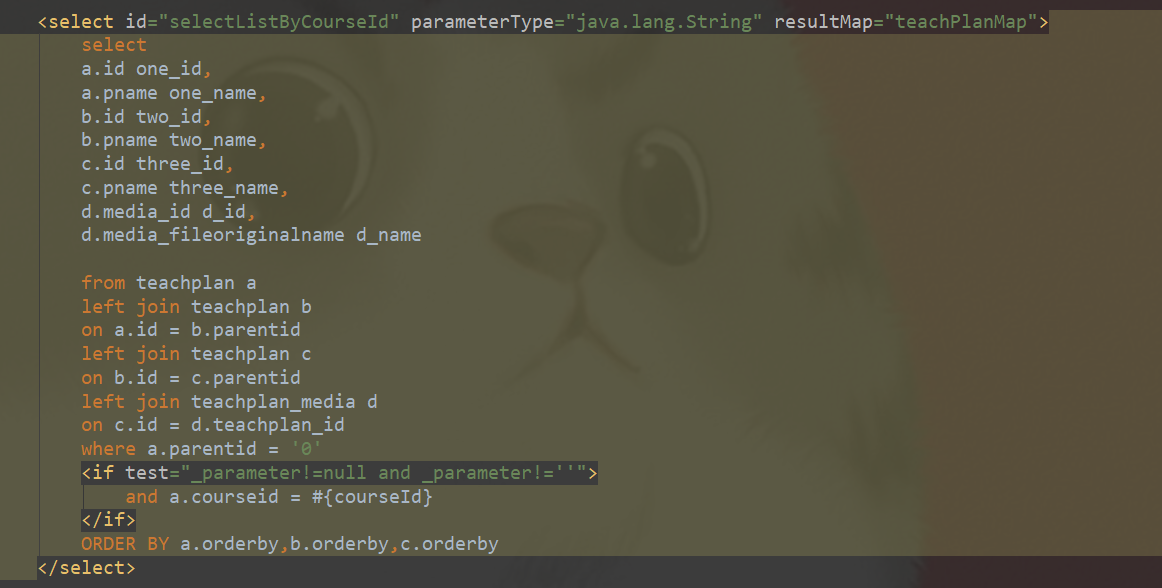 <select id="selectListByCourseId" parameterType="java.lang.String" resultMap="teachPlanMap">
select
a.id one_id,
a.pname one_name,
b.id two_id,
b.pname two_name,
c.id three_id,
c.pname three_name,
d.media_id d_id,
d.media_fileoriginalname d_name
from teachplan a
left join teachplan b
on a.id = b.parentid
left join teachplan c
on b.id = c.parentid
left join teachplan_media d
on c.id = d.teachplan_id
where a.parentid = '0'
<if test="_parameter!=null and _parameter!=''">
and a.courseid = #{courseId}
</if>
ORDER BY a.orderby,b.orderby,c.orderby
</select>